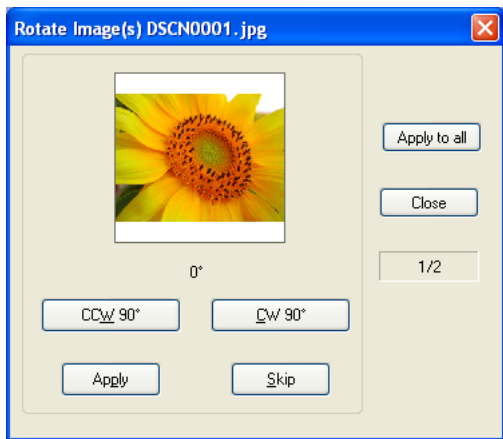 Rotate Image(s) DSCN0001.jpg
Apply to all
Close
0°
1/2
CCW 90°
CW 90°
Apply
Skip